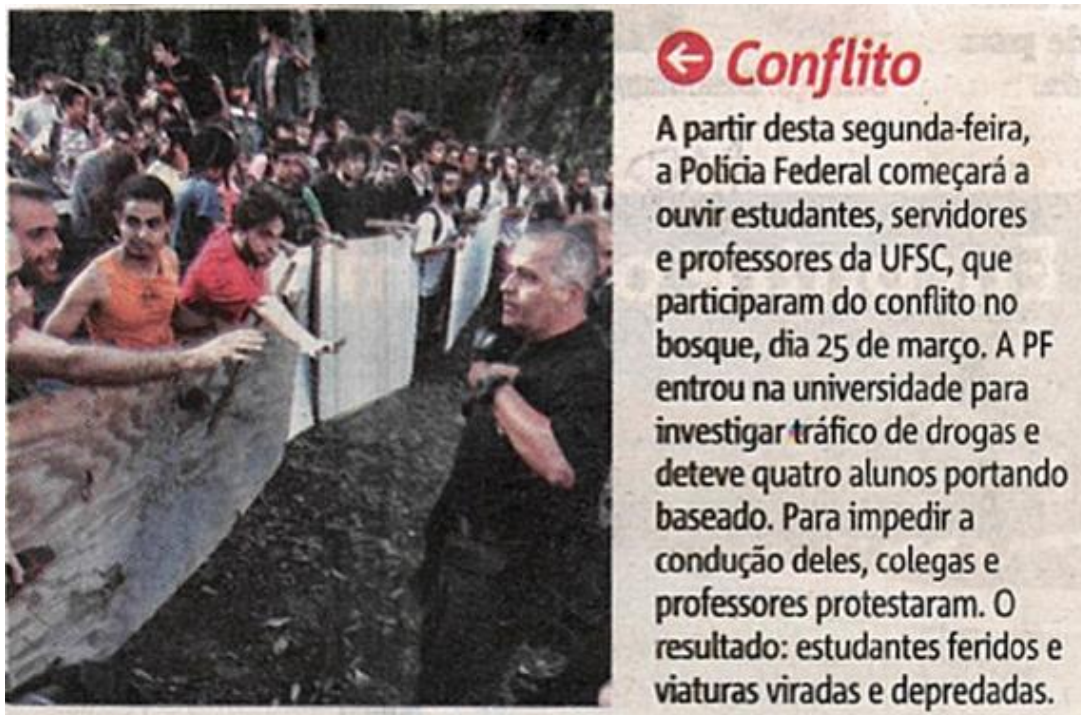 Conflito
A partir desta segunda-feira,
a Polícia Federal começará a
ouvir estudantes, servidores
e professores da UFSC, que
participaram do conflito no
bosque, dia 25 de março. A PF
entrou na universidade para
investigar tráfico de drogas e
deteve quatro alunos portando
baseado. Para impedir a
condução deles, colegas e
professores protestaram. O
resultado: estudantes feridos e
viaturas viradas e depredadas.